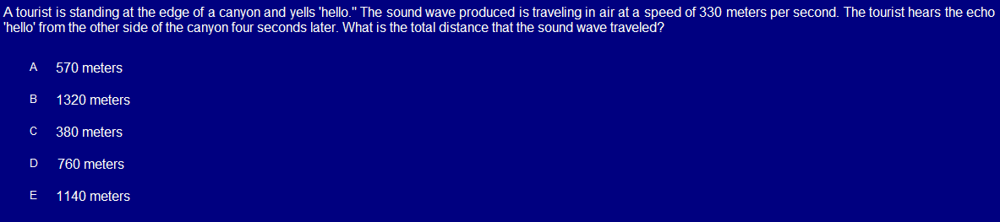 A tourist is standing at the edge of a canyon and yells 'hello." The sound wave produced is traveling in air at a speed of 330 meters per second. The tourist hears the echo
'hello' from the other side of the canyon four seconds later. What is the total distance that the sound wave traveled?
A 570 meters
B 1320 meters
C 380 meters
D 760 meters
E 1140 meters